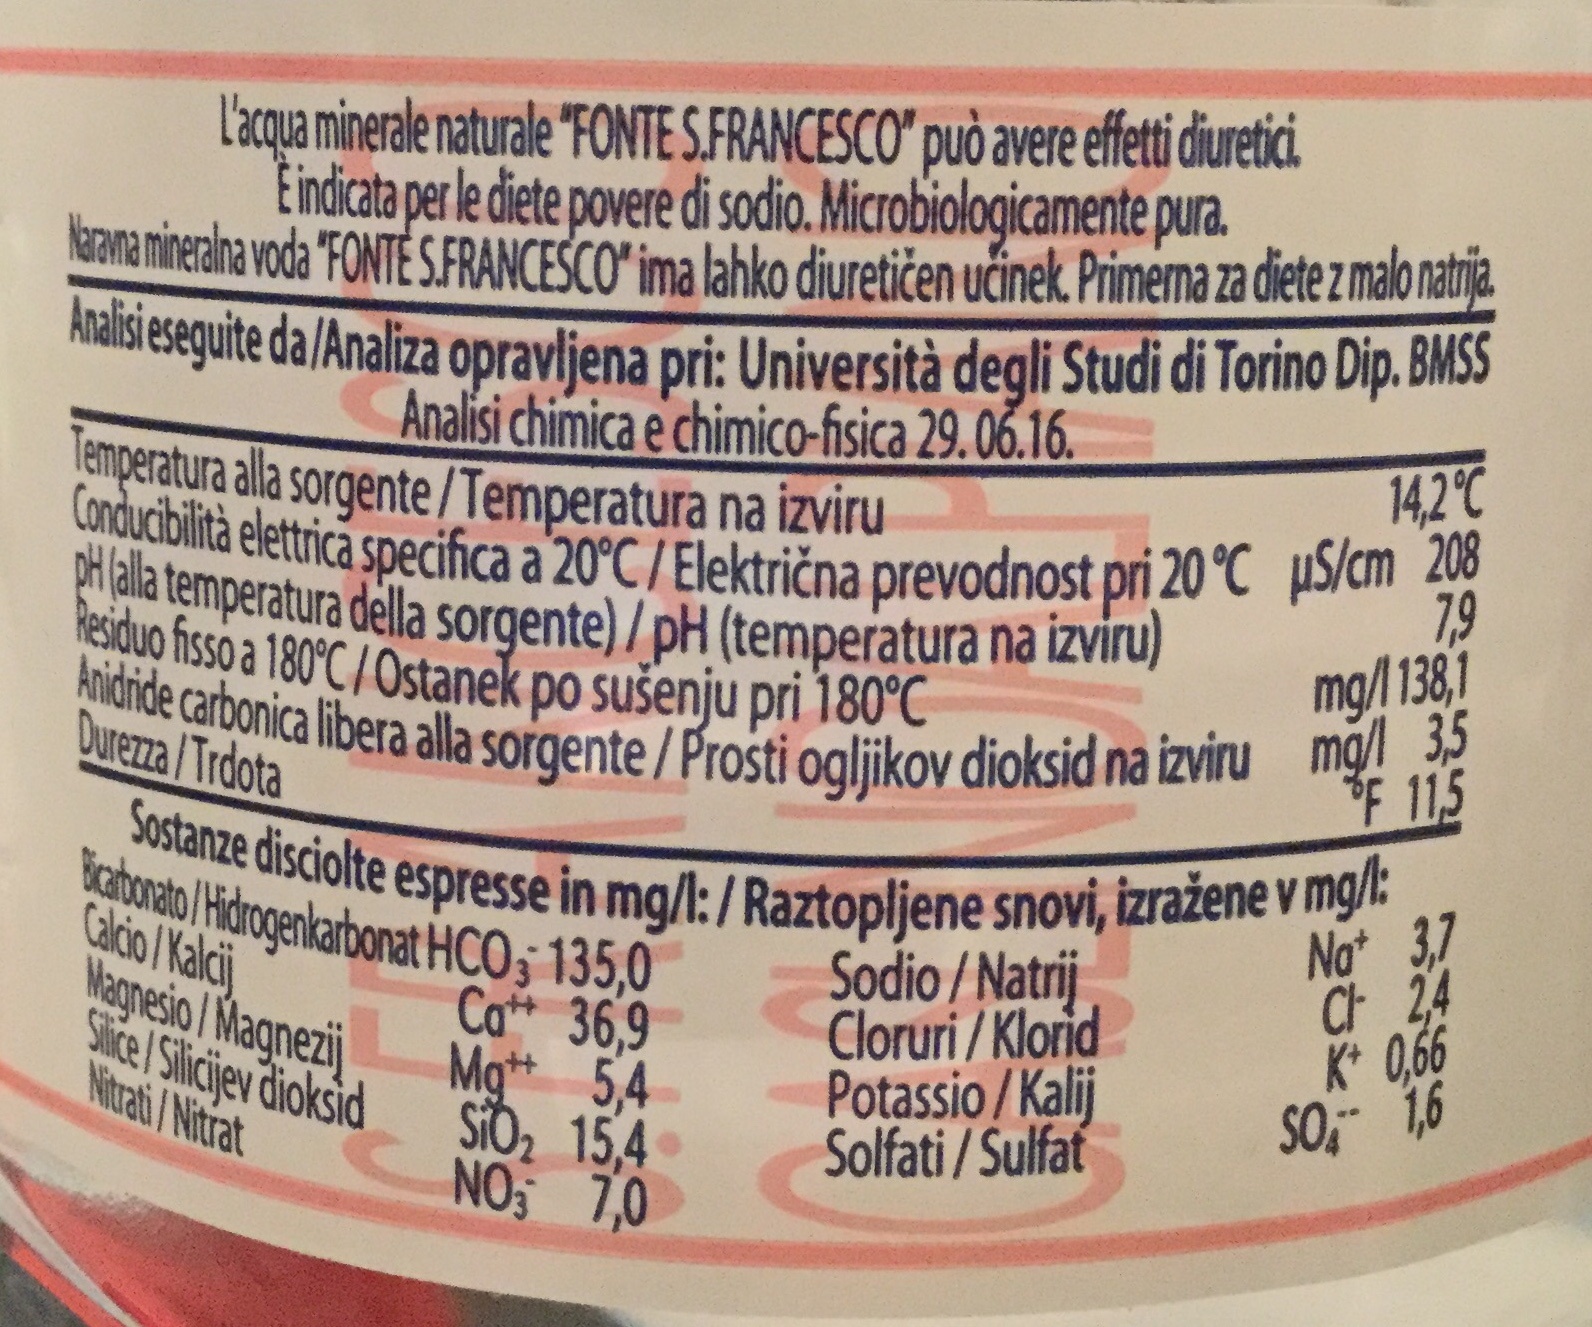 L'acqua minerale naturale "FONTE S.FRANCESCO" può avere effetti diuretici.
È indicata per le diete povere di sodio. Microbiologicamente pura.
Naravna mineralna voda "FONTE S.FRANCESCO" ima lahko diuretičen učinek. Primerna za diete z malo natrija.
Analisi eseguite da/Analiza opravljena pri: Università degli Studi di Torino Dip. BMSS
Analisi chimica e chimico-fisica 29. 06.16.
Temperatura alla sorgente / Temperatura na izviru 14,2°C
Conducibilità elettrica specifica a 20°C / Električna prevodnost pri 20 °C µS/cm 208
pH (alla temperatura della sorgente) / pH (temperatura na izviru) 7,9
Residuo fisso a 180°C / Ostanek po sušenju pri 180°C mg/l 138,1
Anidride carbonica libera alla sorgente / Prosti ogljikov dioksid na izviru mg/l 3,5
Durezza / Trdota °F 11,5
Sostanze disciolte espresse in mg/l: / Raztopljene snovi, izražene v mg/l:
Bicarbonato / Hidrogenkarbonat HCO₃⁻ 135,0 Sodio / Natrij Na⁺ 3,7
Calcio / Kalcij Ca⁺⁺ 36,9 Cloruri / Klorid Cl⁻ 2,4
Magnesio / Magnezij Mg⁺⁺ 5,4 Potassio / Kalij K⁺ 0,66
Silice / Silicijev dioksid SiO₂ 15,4 Solfati / Sulfat SO₄⁻⁻ 1,6
Nitrati / Nitrat NO₃⁻ 7,0